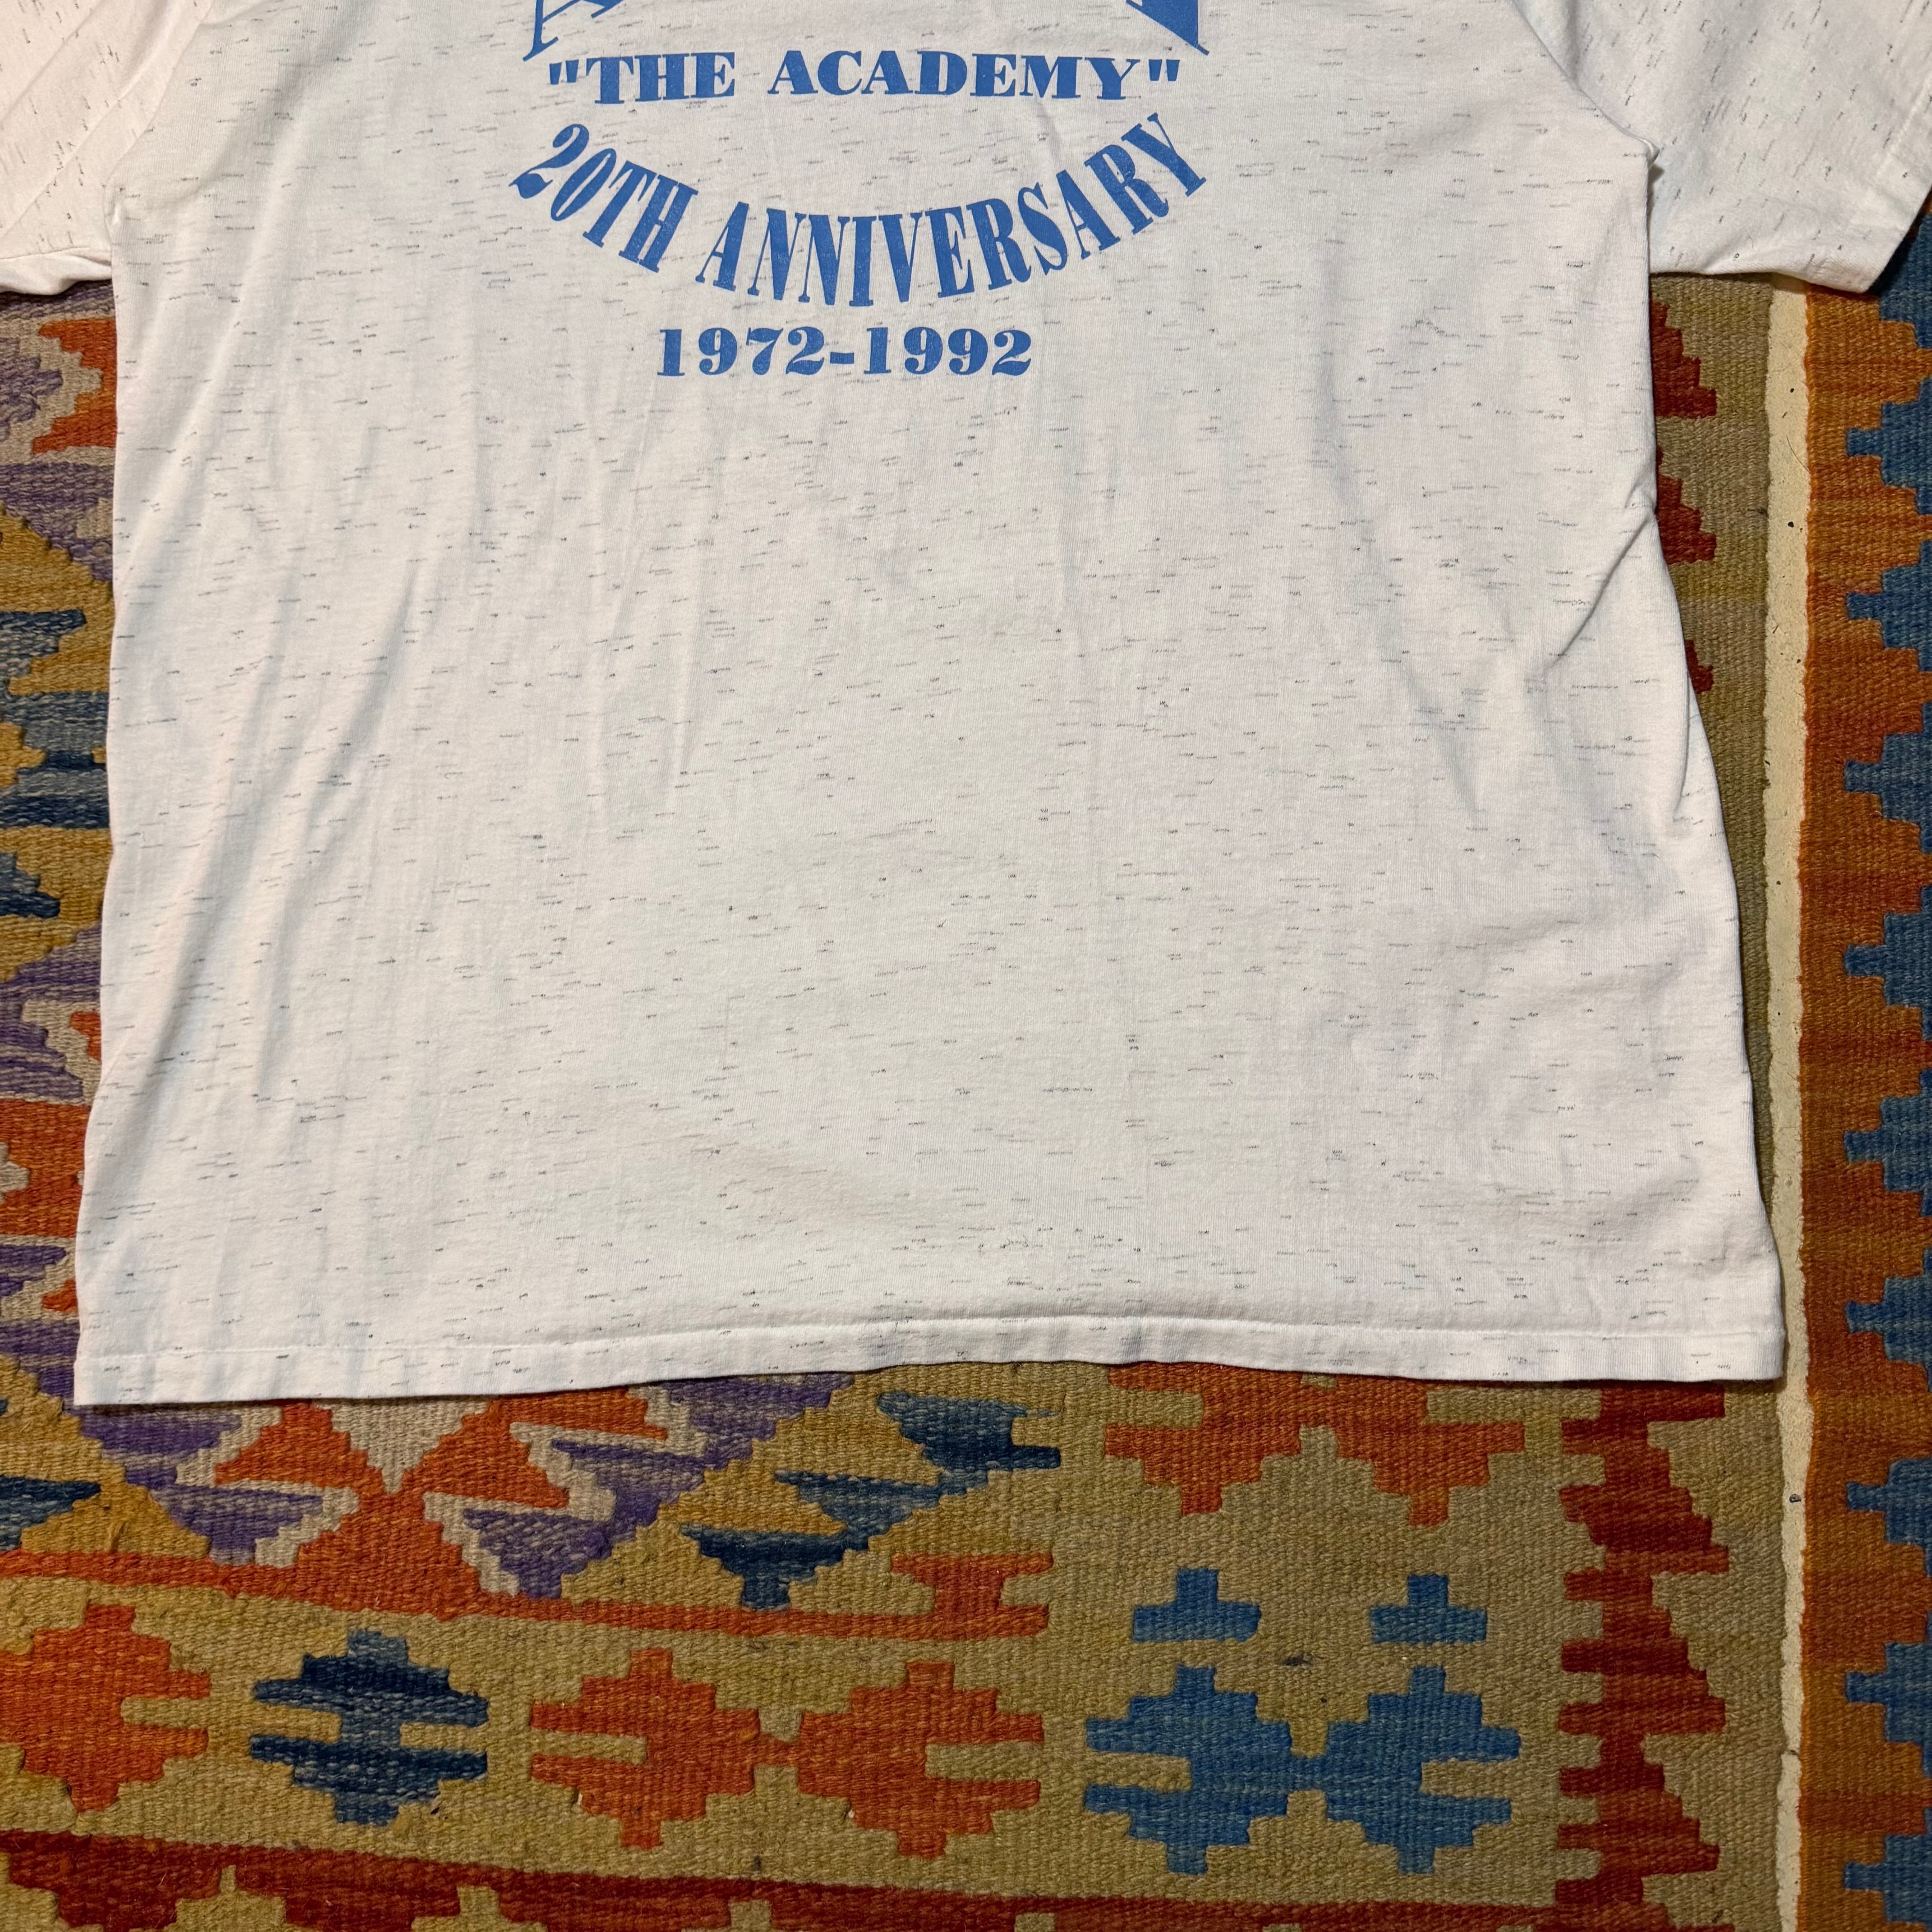 "THE ACADEMY"
20TH ANNIVERSARY
1972-1992